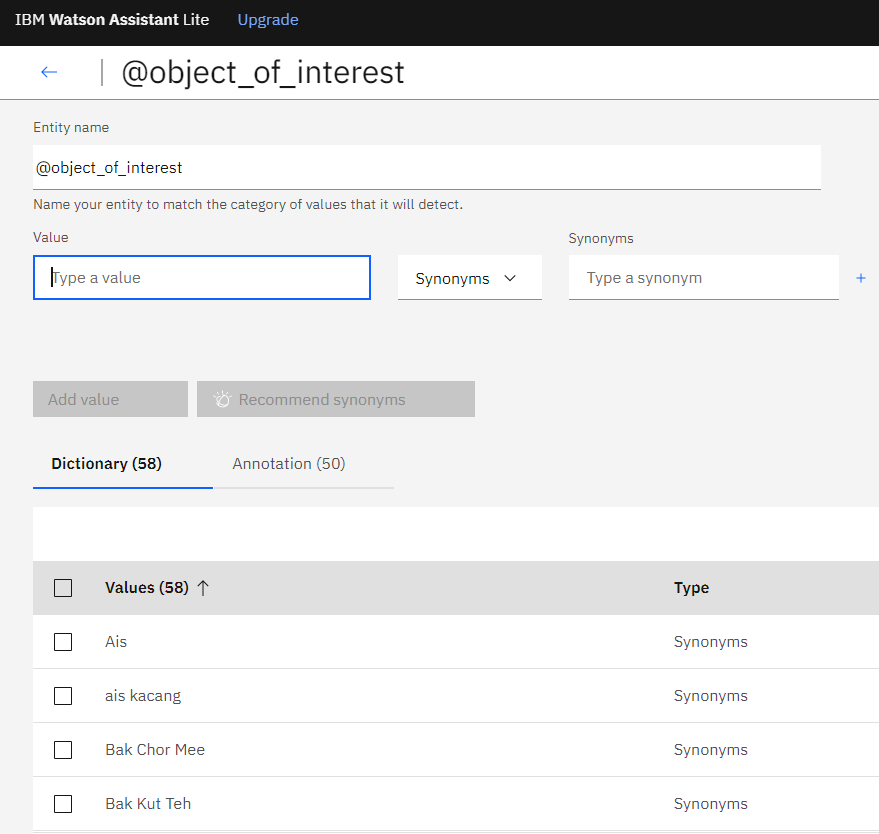 IBM Watson Assistant Lite Upgrade
@object_of_interest
Entity name
@object_of_interest
Name your entity to match the category of values that it will detect.
Value Synonyms
Type a value Synonyms Type a synonym +
Add value Recommend synonyms
Dictionary (58) Annotation (50)
Values (58) Type
Ais Synonyms
ais kacang Synonyms
Bak Chor Mee Synonyms
Bak Kut Teh Synonyms